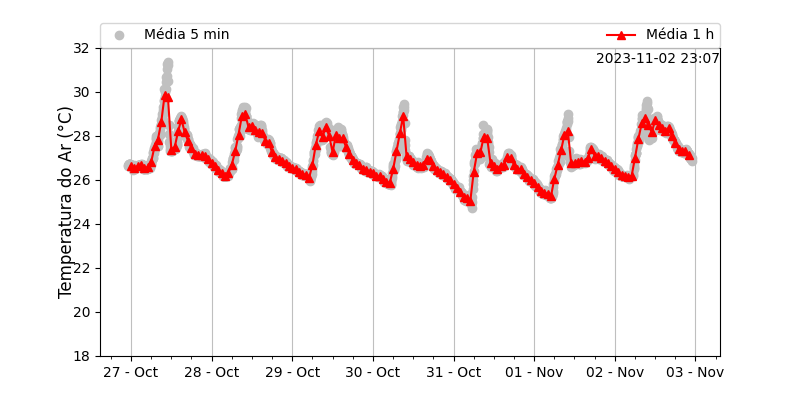 Média 5 min
Média 1 h
2023-11-02 23:07
Temperatura do Ar (°C)
32
30
28
26
24
22
20
18
27 - Oct
28 - Oct
29 - Oct
30 - Oct
31 - Oct
01 - Nov
02 - Nov
03 - Nov